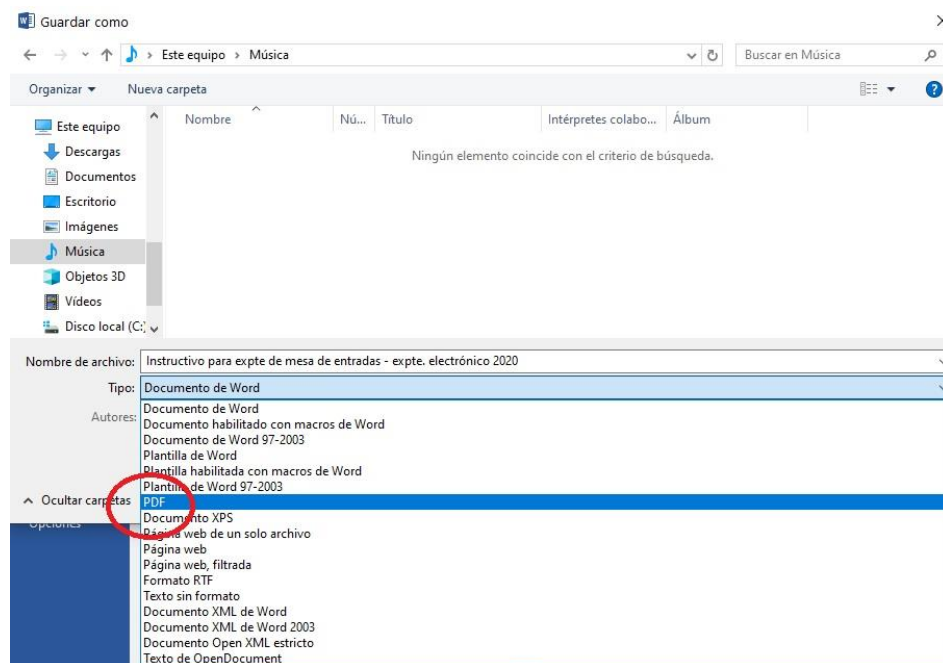 Guardar como
Este equipo > Música
Buscar en Música
Organizar
Nueva carpeta
Nombre Nú... Título Intérpretes colabo... Álbum
Ningún elemento coincide con el criterio de búsqueda.
Este equipo
Descargas
Documentos
Escritorio
Imágenes
Música
Objetos 3D
Vídeos
Disco local (C:)
Nombre de archivo: Instructivo para expte de mesa de entradas - expte. electrónico 2020
Tipo: Documento de Word
Autores:
Documento de Word
Documento habilitado con macros de Word
Documento de Word 97-2003
Plantilla de Word
Plantilla habilitada con macros de Word
Plantilla de Word 97-2003
Ocultar carpetas
PDF
Documento XPS
Opciones
Página web de un solo archivo
Página web
Página web, filtrada
Formato RTF
Texto sin formato
Documento XML de Word
Documento XML de Word 2003
Documento Open XML estricto
Texto de OpenDocument